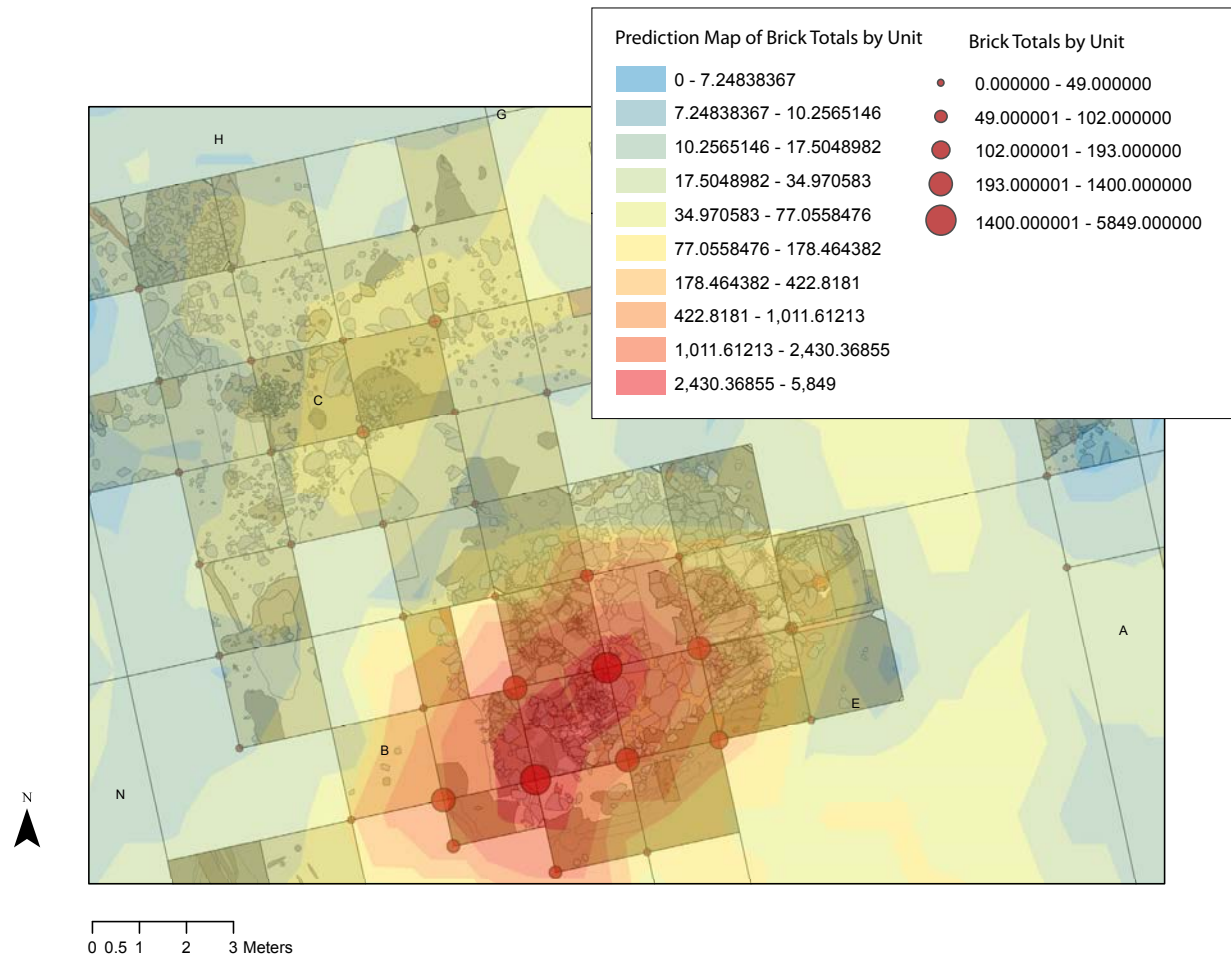 Prediction Map of Brick Totals by Unit
0 - 7.24838367
7.24838367 - 10.2565146
10.2565146 - 17.5048982
17.5048982 - 34.970583
34.970583 - 77.0558476
77.0558476 - 178.464382
178.464382 - 422.8181
422.8181 - 1,011.61213
1,011.61213 - 2,430.36855
2,430.36855 - 5,849
Brick Totals by Unit
0.000000 - 49.000000
49.000001 - 102.000000
102.000001 - 193.000000
193.000001 - 1400.000000
1400.000001 - 5849.000000
G
H
C
A
E
B
N
N
0 0.5 1 2 3 Meters